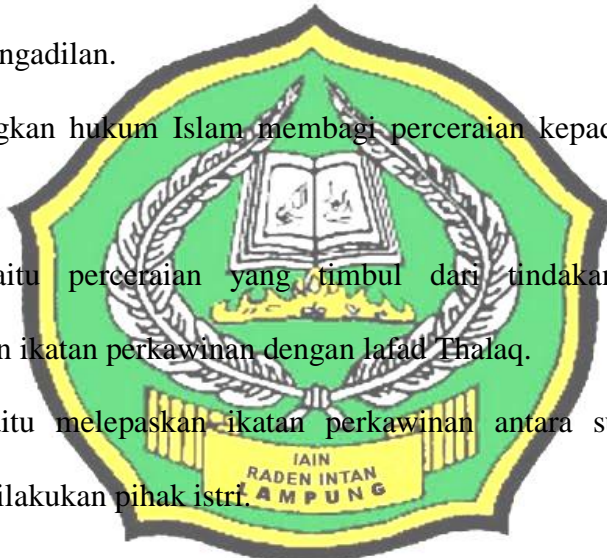 ngadilan.
gkan hukum Islam membagi perceraian kepad
aitu perceraian yang timbul dari tindakan
n ikatan perkawinan dengan lafad Thalaq.
itu melepaskan ikatan perkawinan antara s
IAIN
RADEN INTAN
LAMPUNG
ilakukan pihak istri.